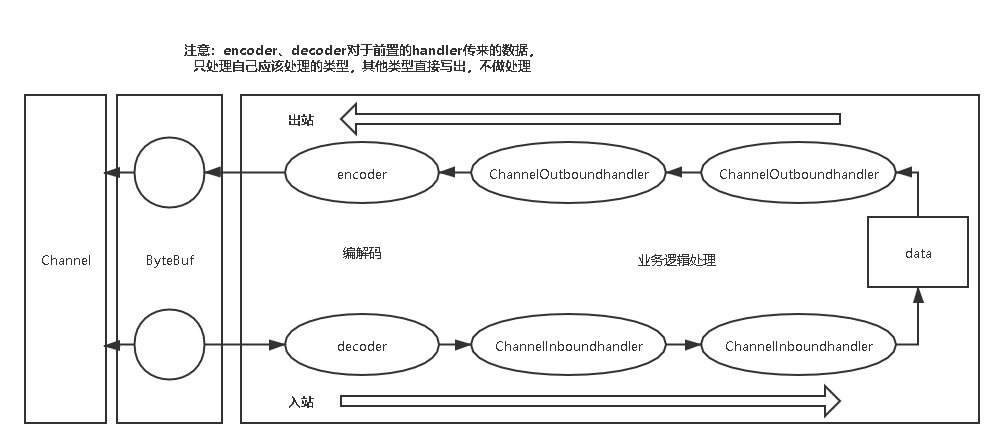 注意：encoder、decoder对于前置的handler传来的数据，
只处理自己应该处理的类型，其他类型直接写出，不做处理
出站
encoder
ChannelOutboundhandler
ChannelOutboundhandler
Channel
ByteBuf
编解码
业务逻辑处理
data
decoder
ChannelInboundhandler
ChannelInboundhandler
入站